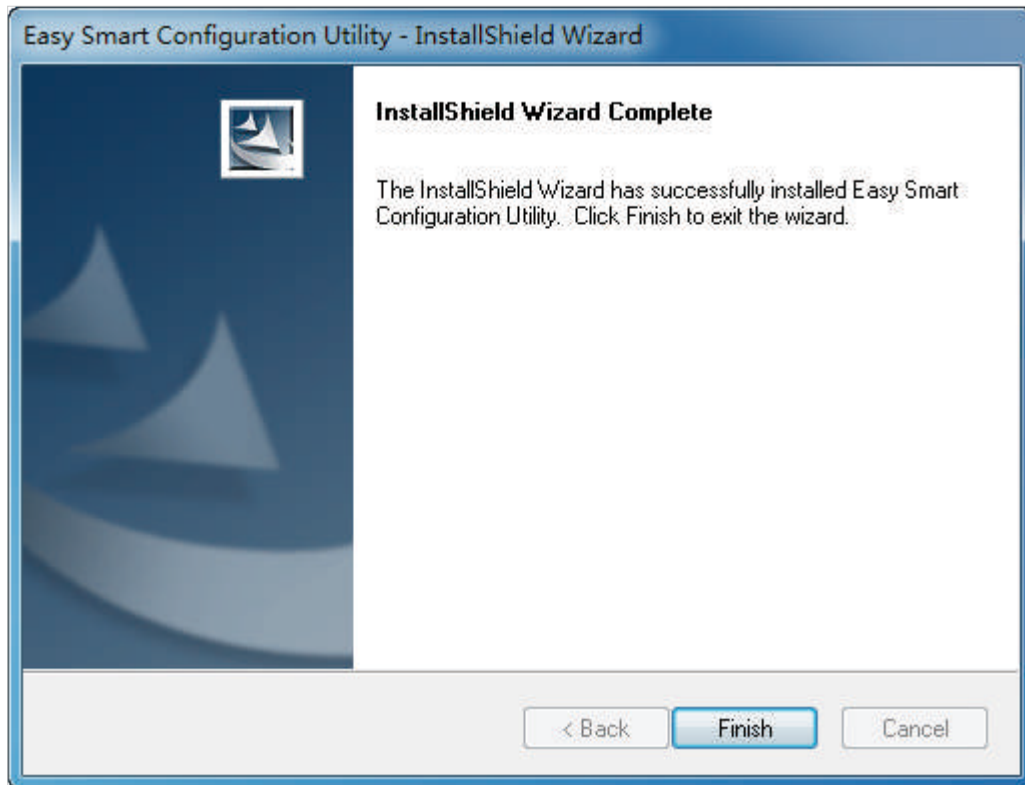 Easy Smart Configuration Utility - InstallShield Wizard
InstallShield Wizard Complete
The InstallShield Wizard has successfully installed Easy Smart
Configuration Utility.  Click Finish to exit the wizard.
< Back
Finish
Cancel